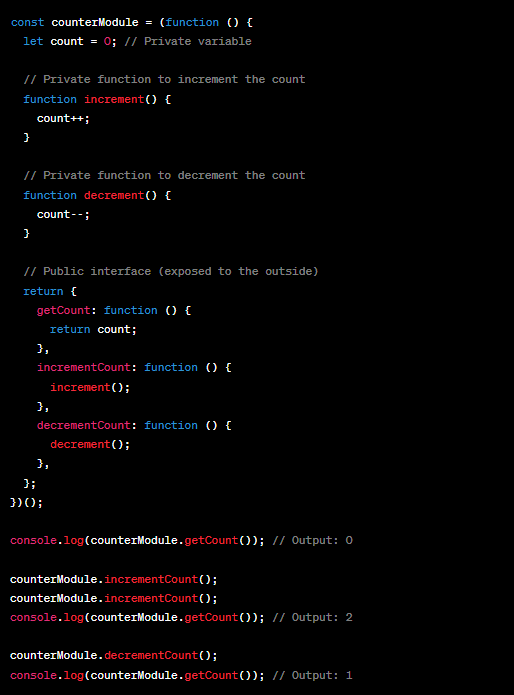 const counterModule = (function () {
  let count = 0; // Private variable

  // Private function to increment the count
  function increment() {
    count++;
  }

  // Private function to decrement the count
  function decrement() {
    count--;
  }

  // Public interface (exposed to the outside)
  return {
    getCount: function () {
      return count;
    },
    incrementCount: function () {
      increment();
    },
    decrementCount: function () {
      decrement();
    },
  };
})();

console.log(counterModule.getCount()); // Output: 0

counterModule.incrementCount();
counterModule.incrementCount();
console.log(counterModule.getCount()); // Output: 2

counterModule.decrementCount();
console.log(counterModule.getCount()); // Output: 1